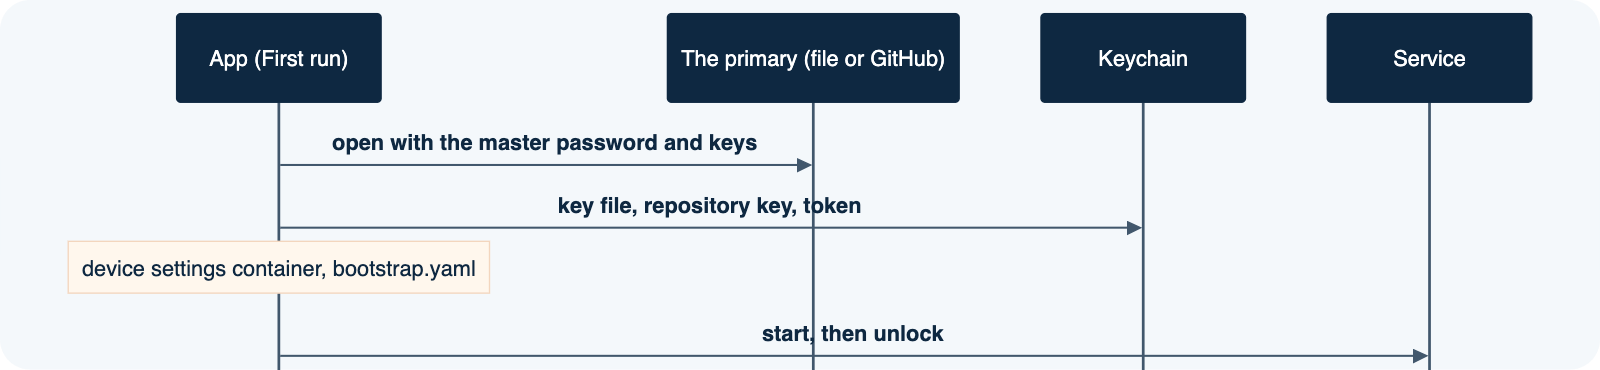 App (First run)
The primary (file or GitHub)
Keychain
Service
open with the master password and keys
key file, repository key, token
device settings container, bootstrap.yaml
start, then unlock